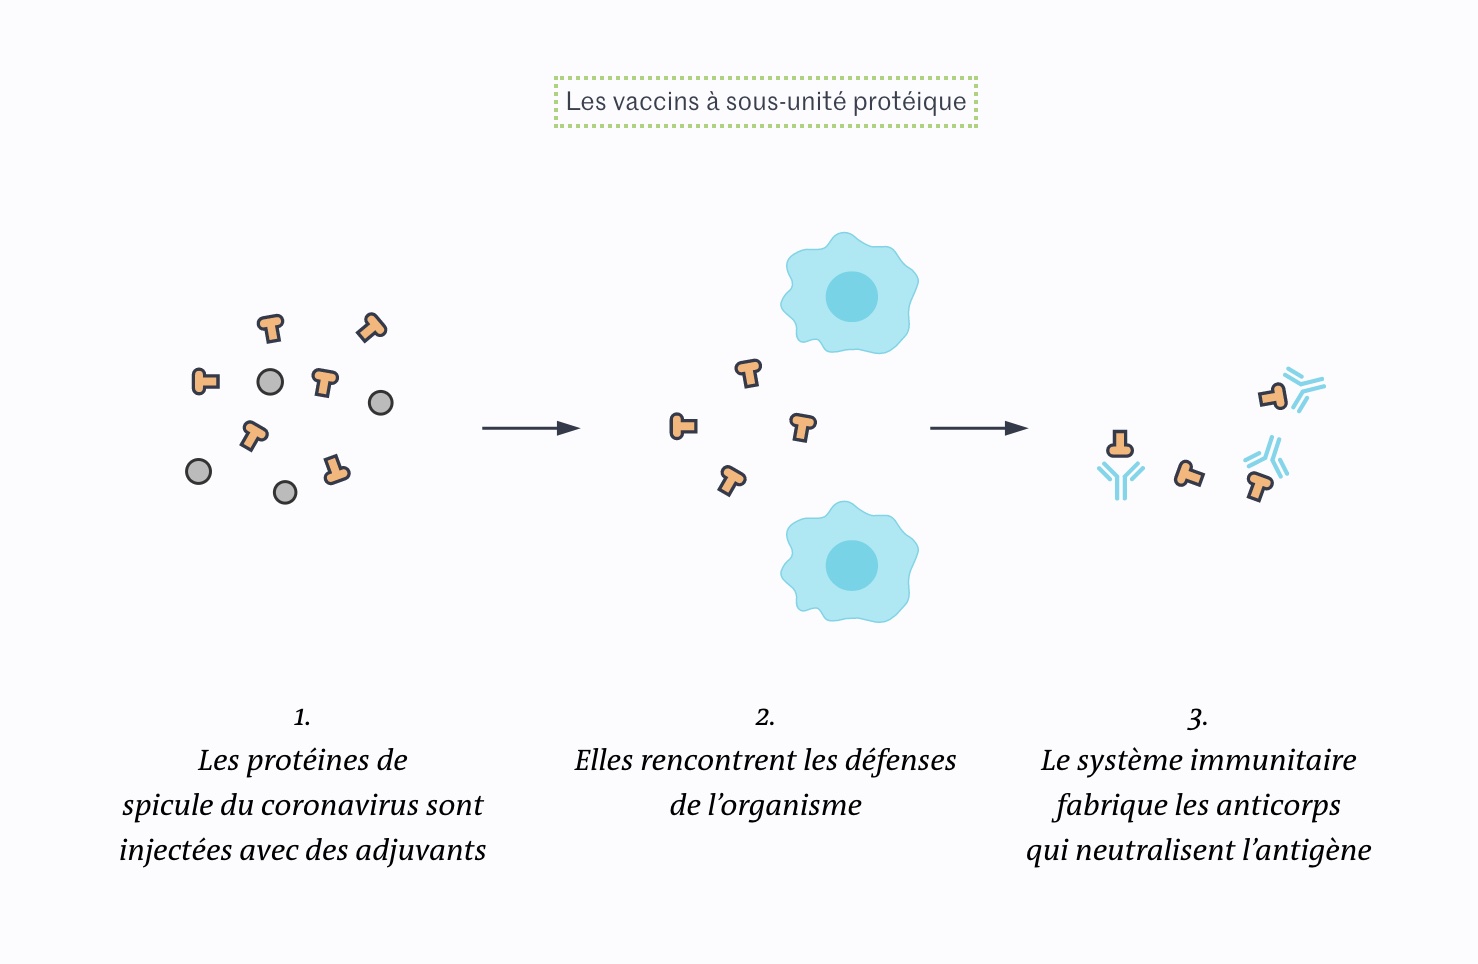 Les vaccins à sous-unité protéique
1.
Les protéines de
spicule du coronavirus sont
injectées avec des adjuvants
2.
Elles rencontrent les défenses
de l’organisme
3.
Le système immunitaire
fabrique les anticorps
qui neutralisent l’antigène